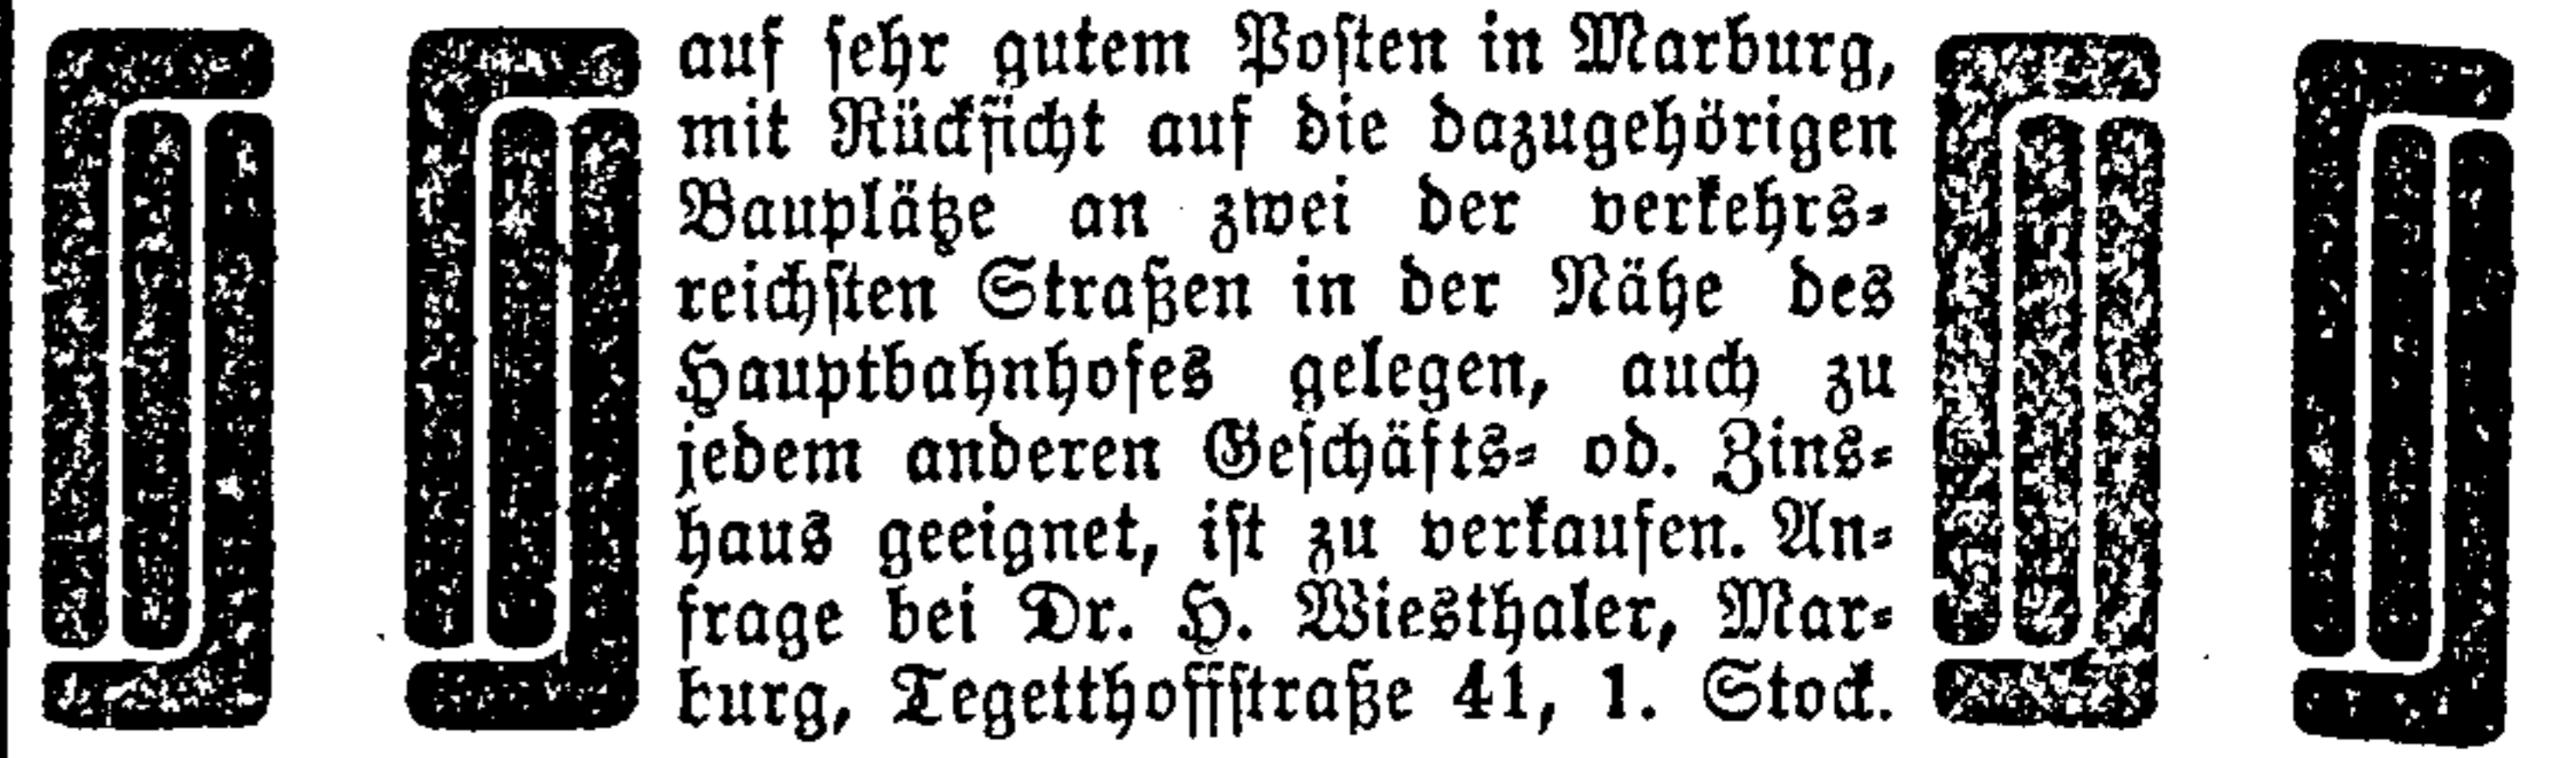 auf sehr gutem Posten in Marburg,
mit Rücksicht auf die dazugehörigen
Bauplätze an zwei der verkehrs-
reichsten Straßen in der Nähe des
Hauptbahnhofes gelegen, auch zu
jedem anderen Geschäfts- od. Zins-
haus geeignet, ist zu verkaufen. An-
frage bei Dr. H. Wiesthaler, Mar-
burg, Tegetthoffstraße 41, 1. Stock.